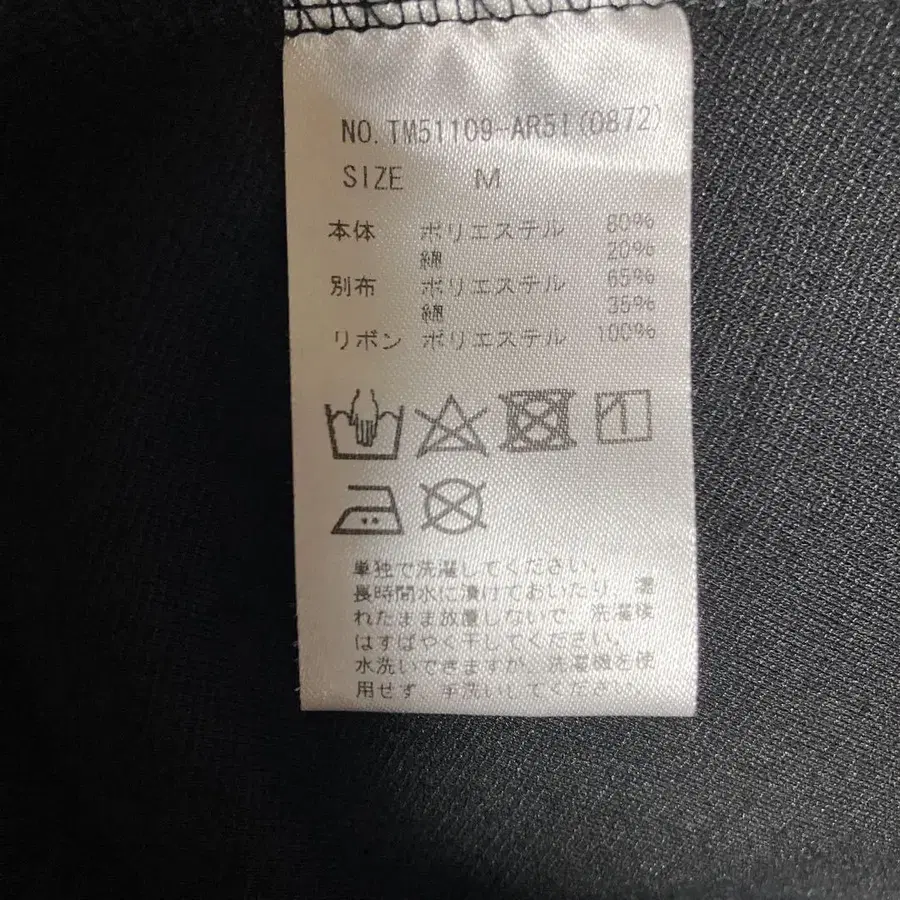 NO.TM51109-AR51(0872)
SIZE M
本体 ポリエステル 80%
綿 20%
別布 ポリエステル 65%
綿 35%
リボン ポリエステル 100%
単独で洗濯してください。
長時間水に漬けておいたり、濡
れたまま放置しないで、洗濯後
はすばやく干してください。
水洗いできますが、洗濯機を使
用せず、手洗いしてください。